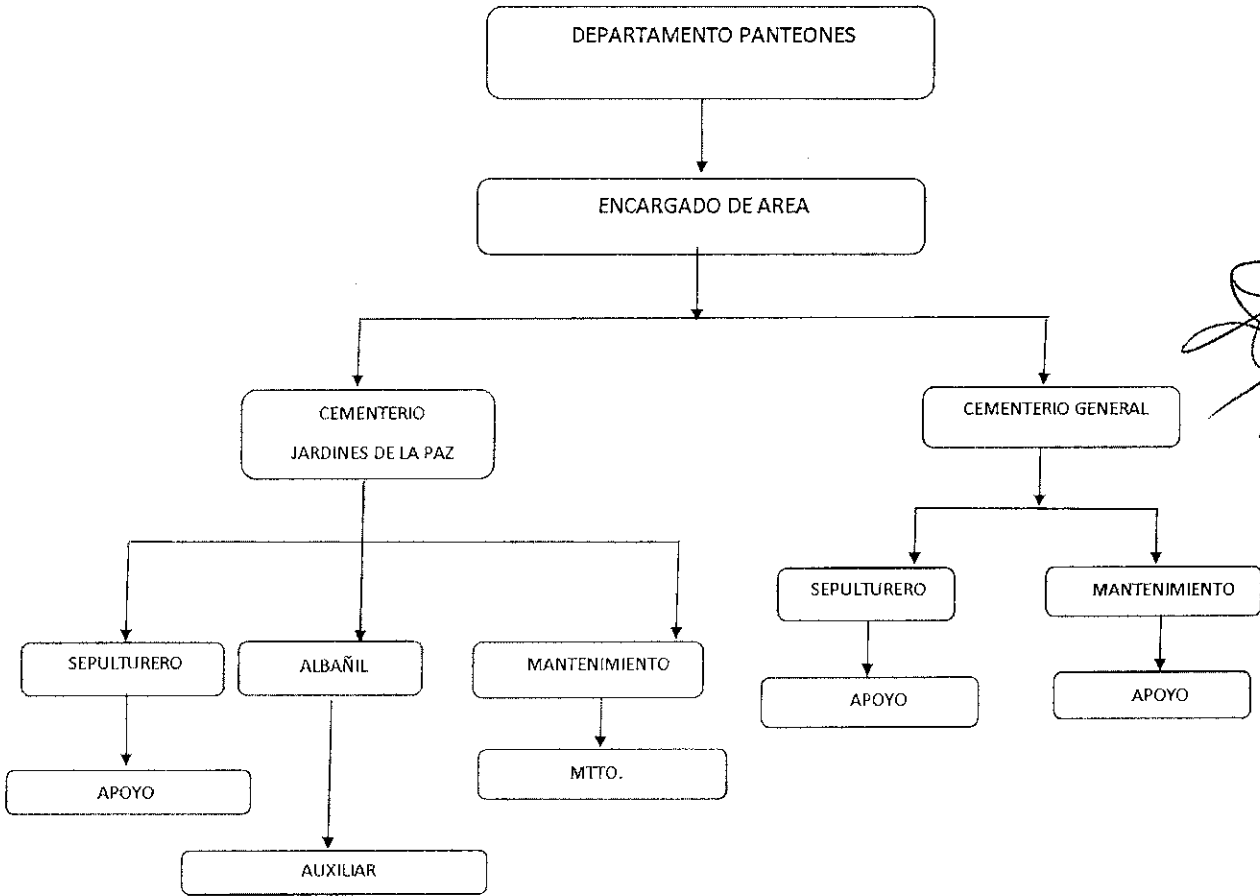 DEPARTAMENTO PANTEONES
ENCARGADO DE AREA
CEMENTERIO
JARDINES DE LA PAZ
CEMENTERIO GENERAL
SEPULTURERO
MANTENIMIENTO
SEPULTURERO
ALBAÑIL
MANTENIMIENTO
APOYO
APOYO
APOYO
MTTO.
AUXILIAR